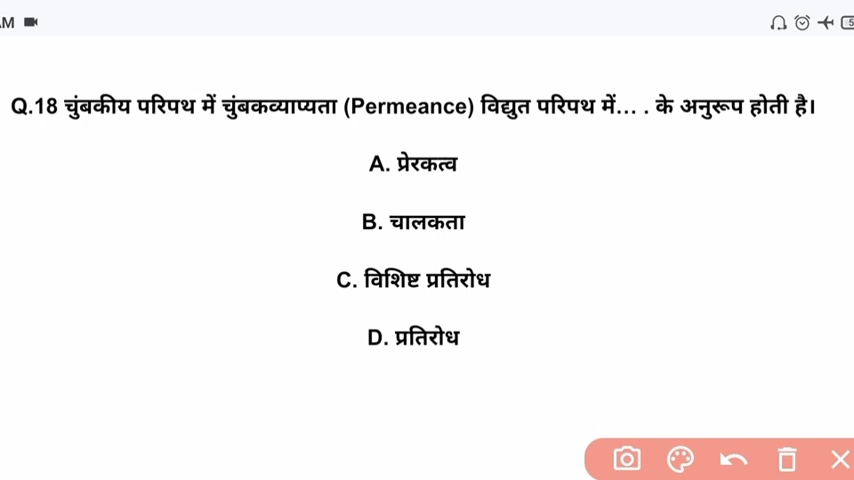 M
Q.18 चुंबकीय परिपथ में चुंबकव्याप्यता (Permeance) विद्युत परिपथ में... . के अनुरूप होती है।
A. प्रेरकत्व
B. चालकता
C. विशिष्ट प्रतिरोध
D. प्रतिरोध